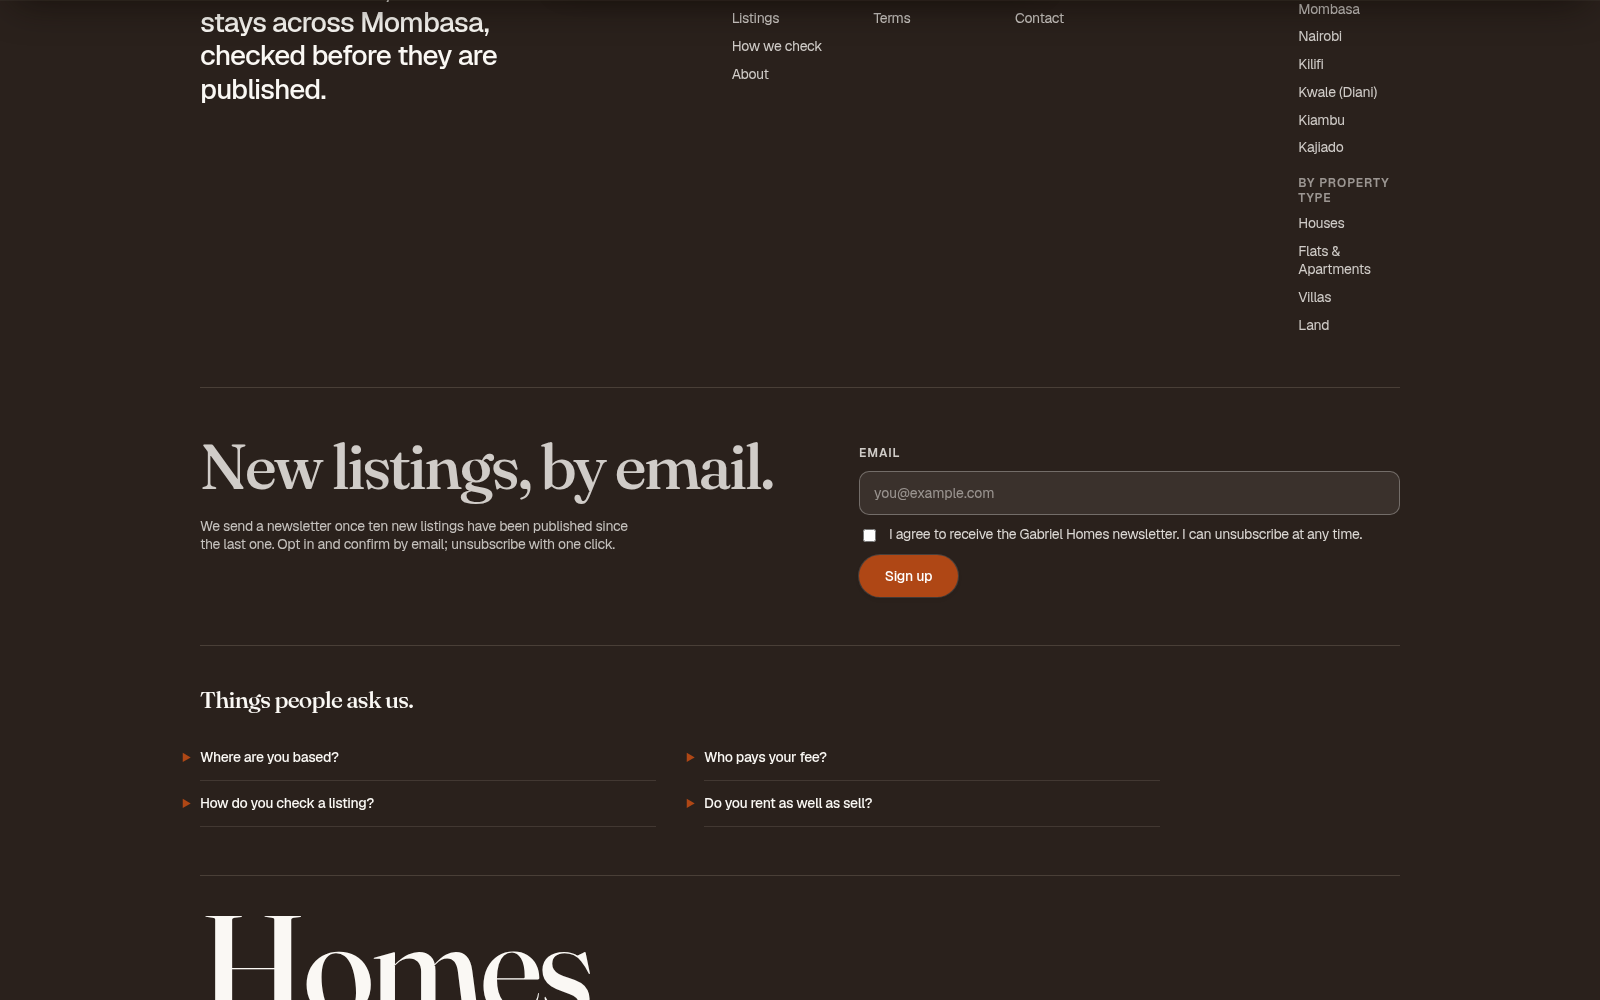 stays across Mombasa,
checked before they are
published.
Listings
How we check
About
Terms
Contact
Mombasa
Nairobi
Kilifi
Kwale (Diani)
Kiambu
Kajiado
BY PROPERTY
TYPE
Houses
Flats &
Apartments
Villas
Land
New listings, by email.
We send a newsletter once ten new listings have been published since
the last one. Opt in and confirm by email; unsubscribe with one click.
EMAIL
you@example.com
I agree to receive the Gabriel Homes newsletter. I can unsubscribe at any time.
Sign up
Things people ask us.
Where are you based?
Who pays your fee?
How do you check a listing?
Do you rent as well as sell?
Homes